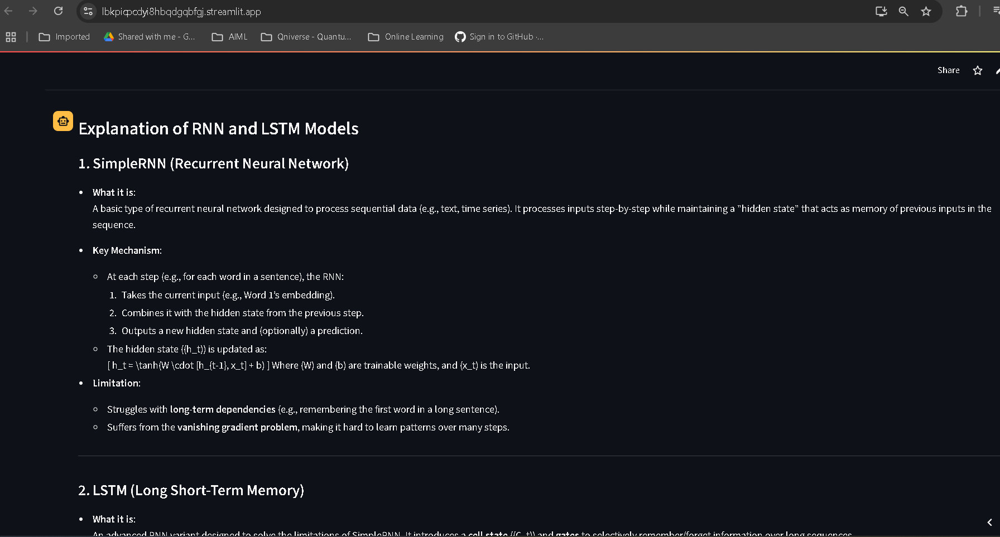 lbkpiqpcdyi8hbqdgqbfgj.streamlit.app
Imported
Shared with me - G...
AIML
Qniverse - Quantu...
Online Learning
Sign in to GitHub ·...
Share
Explanation of RNN and LSTM Models
1. SimpleRNN (Recurrent Neural Network)
• What it is:
A basic type of recurrent neural network designed to process sequential data (e.g., text, time series). It processes inputs step-by-step while maintaining a "hidden state" that acts as memory of previous inputs in the
sequence.
• Key Mechanism:
◦ At each step (e.g., for each word in a sentence), the RNN:
1. Takes the current input (e.g., Word 1's embedding).
2. Combines it with the hidden state from the previous step.
3. Outputs a new hidden state and (optionally) a prediction.
◦ The hidden state ((h_t)) is updated as:
[ h_t = \tanh(W \cdot [h_{t-1}, x_t] + b) ] Where (W) and (b) are trainable weights, and (x_t) is the input.
• Limitation:
◦ Struggles with long-term dependencies (e.g., remembering the first word in a long sentence).
◦ Suffers from the vanishing gradient problem, making it hard to learn patterns over many steps.
2. LSTM (Long Short-Term Memory)
• What it is:
An advanced RNN variant designed to solve the limitations of SimpleRNN. It introduces a cell state ((C_t)) and gates to selectively remember/forget information over long sequences.